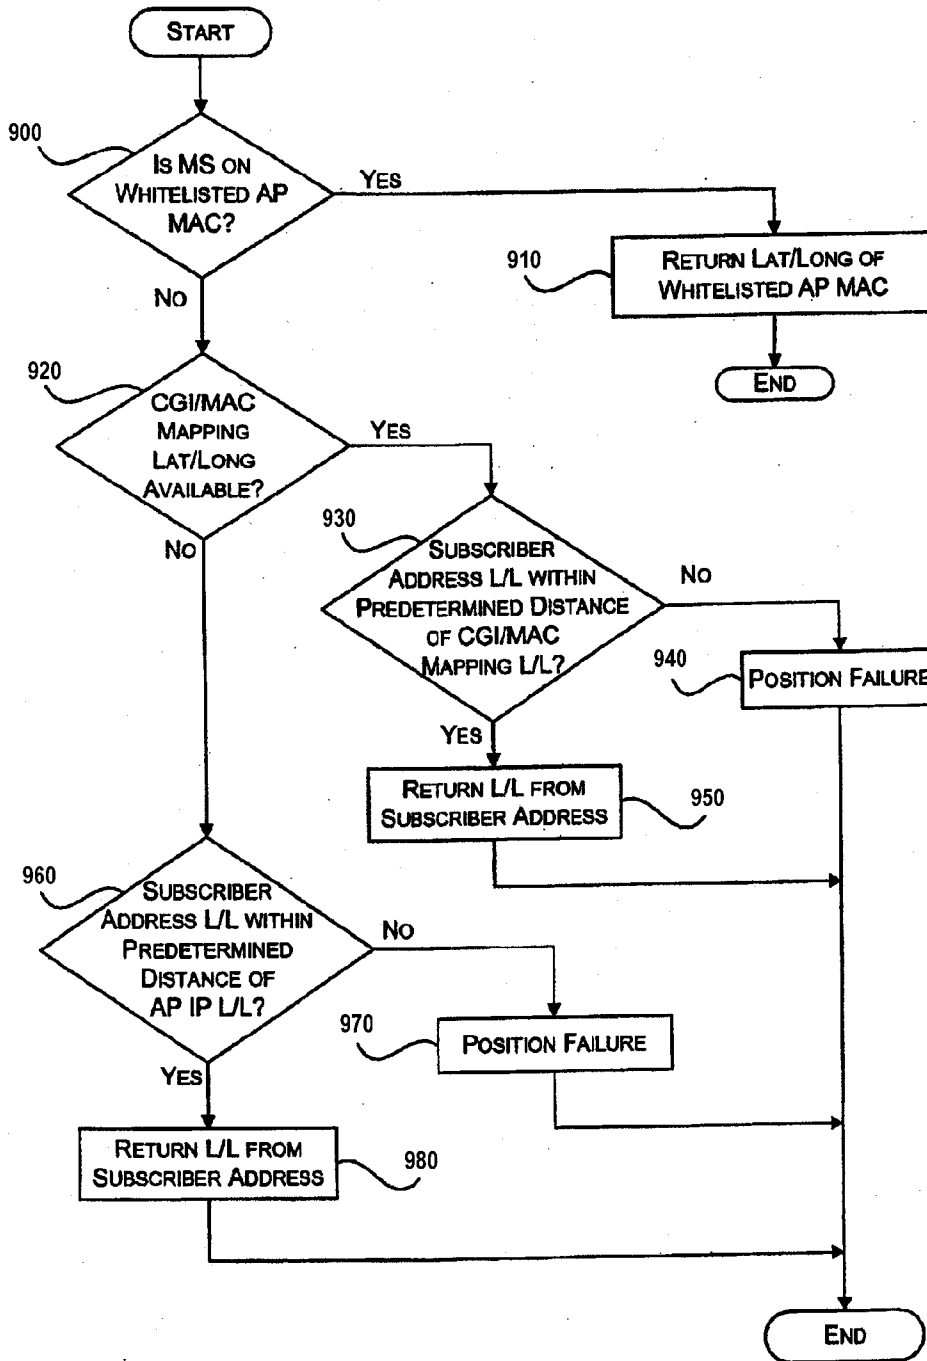 START
900
IS MS ON
WHITELISTED AP
MAC?
YES
910
RETURN LAT/LONG OF
WHITELISTED AP MAC
END
NO
920
CGI/MAC
MAPPING
LAT/LONG
AVAILABLE?
YES
NO
930
SUBSCRIBER
ADDRESS L/L WITHIN
PREDETERMINED DISTANCE
OF CGI/MAC
MAPPING L/L?
NO
940
POSITION FAILURE
YES
RETURN L/L FROM
SUBSCRIBER ADDRESS
950
960
SUBSCRIBER
ADDRESS L/L WITHIN
PREDETERMINED
DISTANCE OF
AP IP L/L?
NO
970
POSITION FAILURE
YES
RETURN L/L FROM
SUBSCRIBER ADDRESS
980
END